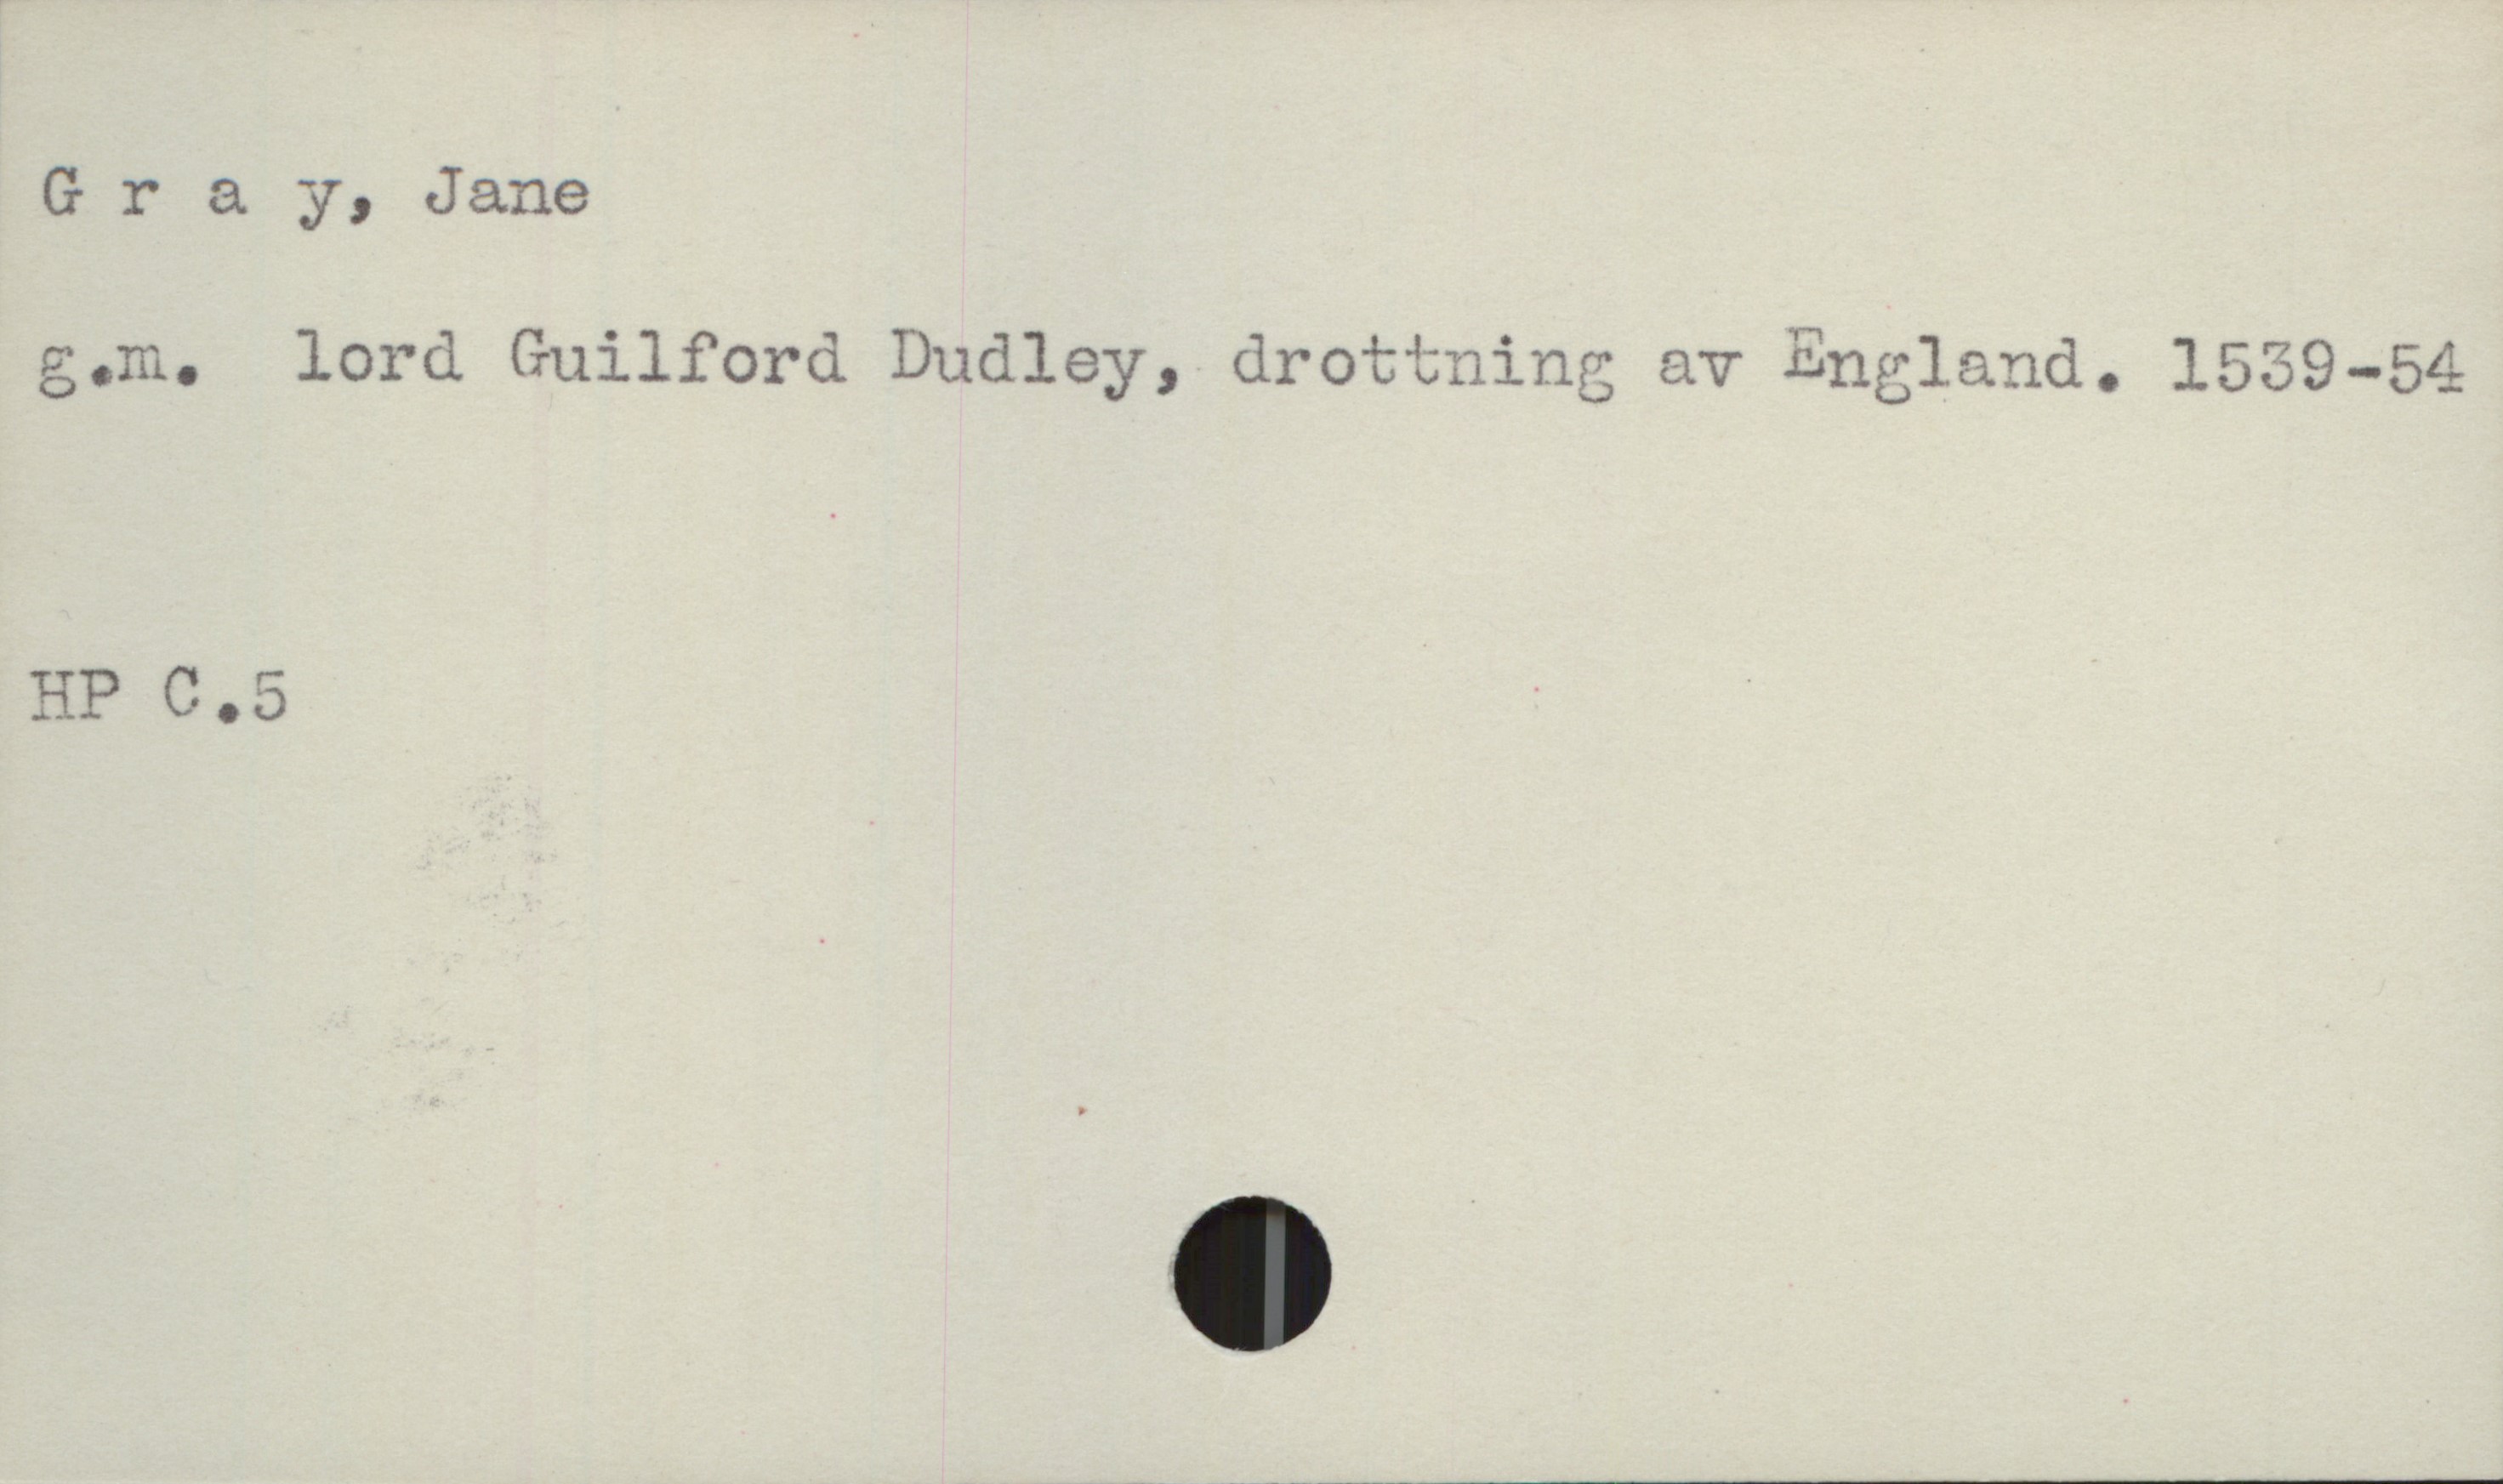 G r a y, Jane
g.m. lord Guilford Dudley, drottning av England. 1539-54
HP C.5